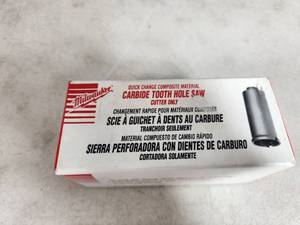 Milwaukee
QUICK CHANGE COMPOSITE MATERIAL
CARBIDE TOOTH HOLE SAW
CUTTER ONLY
CHANGEMENT RAPIDE POUR MATÉRIAUX COMPOSÉS
SCIE À GUICHET À DENTS AU CARBURE
TRANCHOIR SEULEMENT
MATERIAL COMPUESTO DE CAMBIO RÁPIDO
SIERRA PERFORADORA CON DIENTES DE CARBURO
CORTADORA SOLAMENTE